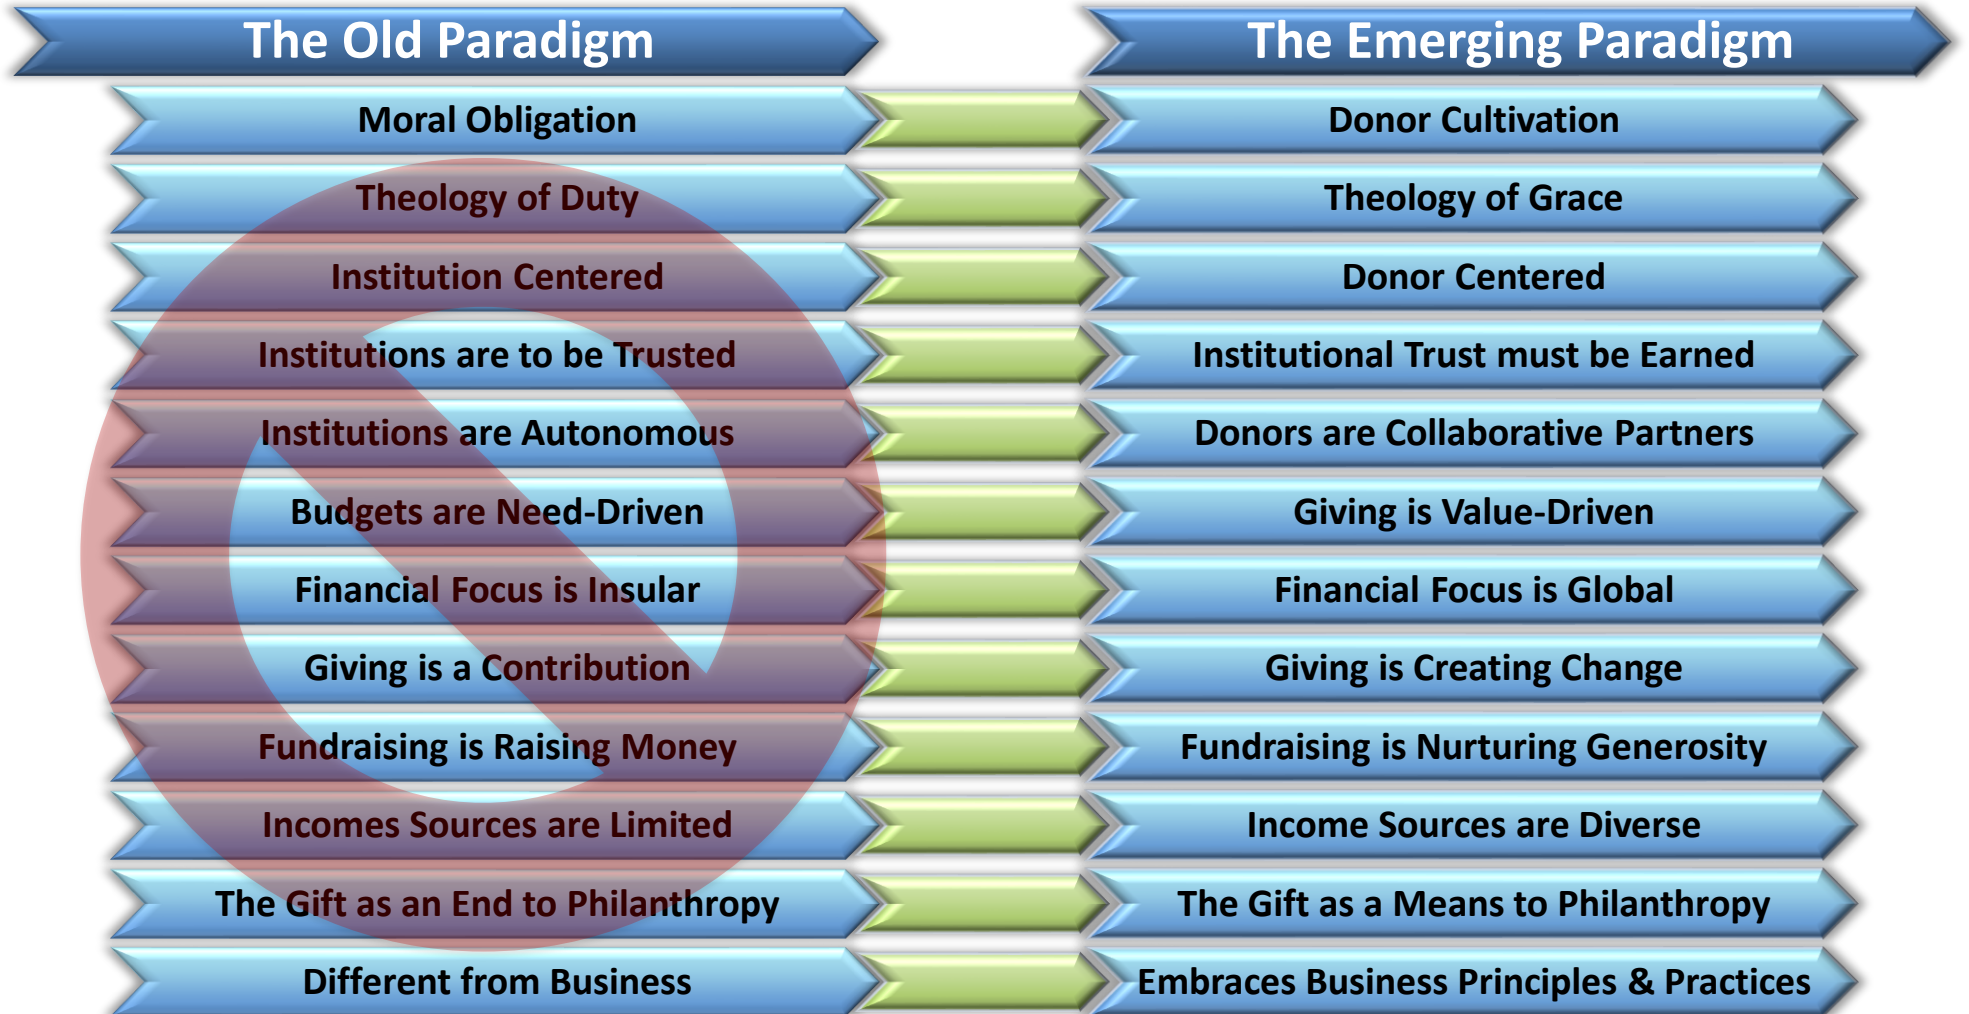 The Old Paradigm
The Emerging Paradigm
Moral Obligation
Donor Cultivation
Theology of Duty
Theology of Grace
Institution Centered
Donor Centered
Institutions are to be Trusted
Institutional Trust must be Earned
Institutions are Autonomous
Donors are Collaborative Partners
Budgets are Need-Driven
Giving is Value-Driven
Financial Focus is Insular
Financial Focus is Global
Giving is a Contribution
Giving is Creating Change
Fundraising is Raising Money
Fundraising is Nurturing Generosity
Incomes Sources are Limited
Income Sources are Diverse
The Gift as an End to Philanthropy
The Gift as a Means to Philanthropy
Different from Business
Embraces Business Principles & Practices